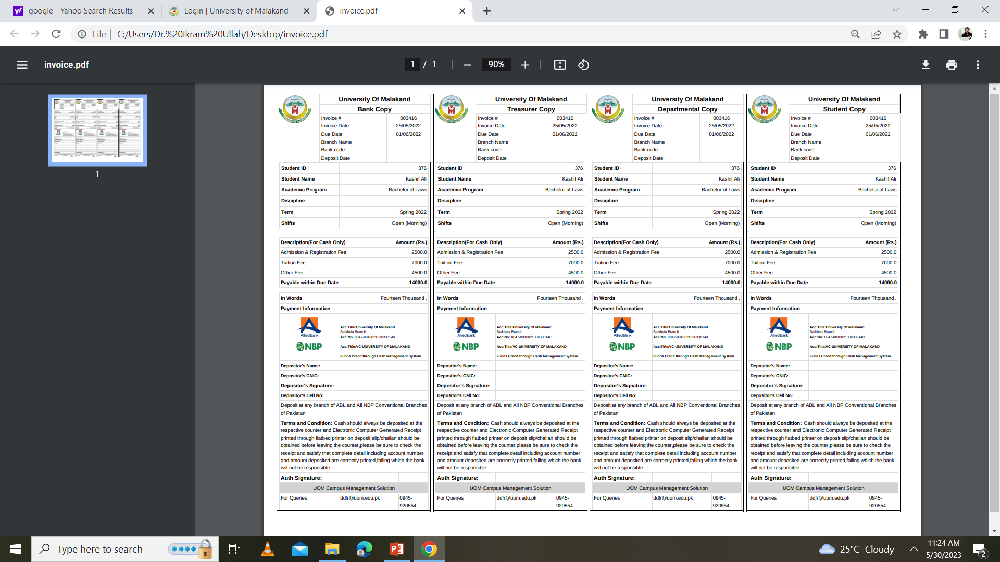 google - Yahoo Search Results
Login | University of Malakand
invoice.pdf
File | C:/Users/Dr.%20Ikram%20Ullah/Desktop/invoice.pdf
invoice.pdf
1 / 1
90%
1
University Of Malakand
Bank Copy
Invoice # 003416
Invoice Date 25/05/2022
Due Date 01/06/2022
Branch Name
Bank code
Deposit Date
Student ID 376
Student Name Kashif Ali
Academic Program Bachelor of Laws
Discipline
Term Spring 2022
Shifts Open (Morning)
Description(For Cash Only) Amount (Rs.)
Admission & Registration Fee 2500.0
Tuition Fee 7000.0
Other Fee 4500.0
Payable within Due Date 14000.0
In Words Fourteen Thousand .
Payment Information
AlliedBank
Acc:Title:University Of Malakand
Batkhela Branch
Acc:No: 0047-0010021336330140
NBP
Acc:Title:VC-UNIVERSITY OF MALAKAND
Funds Credit through Cash Management System
Depositor's Name:
Depositor's CNIC:
Depositor's Signature:
Depositor's Cell No:
Deposit at any branch of ABL and All NBP Conventional Branches
of Pakistan
Terms and Condition: Cash should always be deposited at the
respective counter and Electronic Computer Generated Receipt
printed through flatbed printer on deposit slip/challan should be
obtained before leaving the counter,please be sure to check the
receipt and satisfy that complete detail including account number
and amount deposited are correctly printed,failing which the bank
will not be responsible.
Auth Signature:
UOM Campus Management Solution
For Queries ddfr@uom.edu.pk 0945-
920554
University Of Malakand
Treasurer Copy
Invoice # 003416
Invoice Date 25/05/2022
Due Date 01/06/2022
Branch Name
Bank code
Deposit Date
Student ID 376
Student Name Kashif Ali
Academic Program Bachelor of Laws
Discipline
Term Spring 2022
Shifts Open (Morning)
Description(For Cash Only) Amount (Rs.)
Admission & Registration Fee 2500.0
Tuition Fee 7000.0
Other Fee 4500.0
Payable within Due Date 14000.0
In Words Fourteen Thousand .
Payment Information
AlliedBank
Acc:Title:University Of Malakand
Batkhela Branch
Acc:No: 0047-0010021336330140
NBP
Acc:Title:VC-UNIVERSITY OF MALAKAND
Funds Credit through Cash Management System
Depositor's Name:
Depositor's CNIC:
Depositor's Signature:
Depositor's Cell No:
Deposit at any branch of ABL and All NBP Conventional Branches
of Pakistan
Terms and Condition: Cash should always be deposited at the
respective counter and Electronic Computer Generated Receipt
printed through flatbed printer on deposit slip/challan should be
obtained before leaving the counter,please be sure to check the
receipt and satisfy that complete detail including account number
and amount deposited are correctly printed,failing which the bank
will not be responsible.
Auth Signature:
UOM Campus Management Solution
For Queries ddfr@uom.edu.pk 0945-
920554
University Of Malakand
Departmental Copy
Invoice # 003416
Invoice Date 25/05/2022
Due Date 01/06/2022
Branch Name
Bank code
Deposit Date
Student ID 376
Student Name Kashif Ali
Academic Program Bachelor of Laws
Discipline
Term Spring 2022
Shifts Open (Morning)
Description(For Cash Only) Amount (Rs.)
Admission & Registration Fee 2500.0
Tuition Fee 7000.0
Other Fee 4500.0
Payable within Due Date 14000.0
In Words Fourteen Thousand .
Payment Information
AlliedBank
Acc:Title:University Of Malakand
Batkhela Branch
Acc:No: 0047-0010021336330140
NBP
Acc:Title:VC-UNIVERSITY OF MALAKAND
Funds Credit through Cash Management System
Depositor's Name:
Depositor's CNIC:
Depositor's Signature:
Depositor's Cell No:
Deposit at any branch of ABL and All NBP Conventional Branches
of Pakistan
Terms and Condition: Cash should always be deposited at the
respective counter and Electronic Computer Generated Receipt
printed through flatbed printer on deposit slip/challan should be
obtained before leaving the counter,please be sure to check the
receipt and satisfy that complete detail including account number
and amount deposited are correctly printed,failing which the bank
will not be responsible.
Auth Signature:
UOM Campus Management Solution
For Queries ddfr@uom.edu.pk 0945-
920554
University Of Malakand
Student Copy
Invoice # 003416
Invoice Date 25/05/2022
Due Date 01/06/2022
Branch Name
Bank code
Deposit Date
Student ID 376
Student Name Kashif Ali
Academic Program Bachelor of Laws
Discipline
Term Spring 2022
Shifts Open (Morning)
Description(For Cash Only) Amount (Rs.)
Admission & Registration Fee 2500.0
Tuition Fee 7000.0
Other Fee 4500.0
Payable within Due Date 14000.0
In Words Fourteen Thousand .
Payment Information
AlliedBank
Acc:Title:University Of Malakand
Batkhela Branch
Acc:No: 0047-0010021336330140
NBP
Acc:Title:VC-UNIVERSITY OF MALAKAND
Funds Credit through Cash Management System
Depositor's Name:
Depositor's CNIC:
Depositor's Signature:
Depositor's Cell No:
Deposit at any branch of ABL and All NBP Conventional Branches
of Pakistan
Terms and Condition: Cash should always be deposited at the
respective counter and Electronic Computer Generated Receipt
printed through flatbed printer on deposit slip/challan should be
obtained before leaving the counter,please be sure to check the
receipt and satisfy that complete detail including account number
and amount deposited are correctly printed,failing which the bank
will not be responsible.
Auth Signature:
UOM Campus Management Solution
For Queries ddfr@uom.edu.pk 0945-
920554
Type here to search
25°C Cloudy
11:24 AM
5/30/2023
2